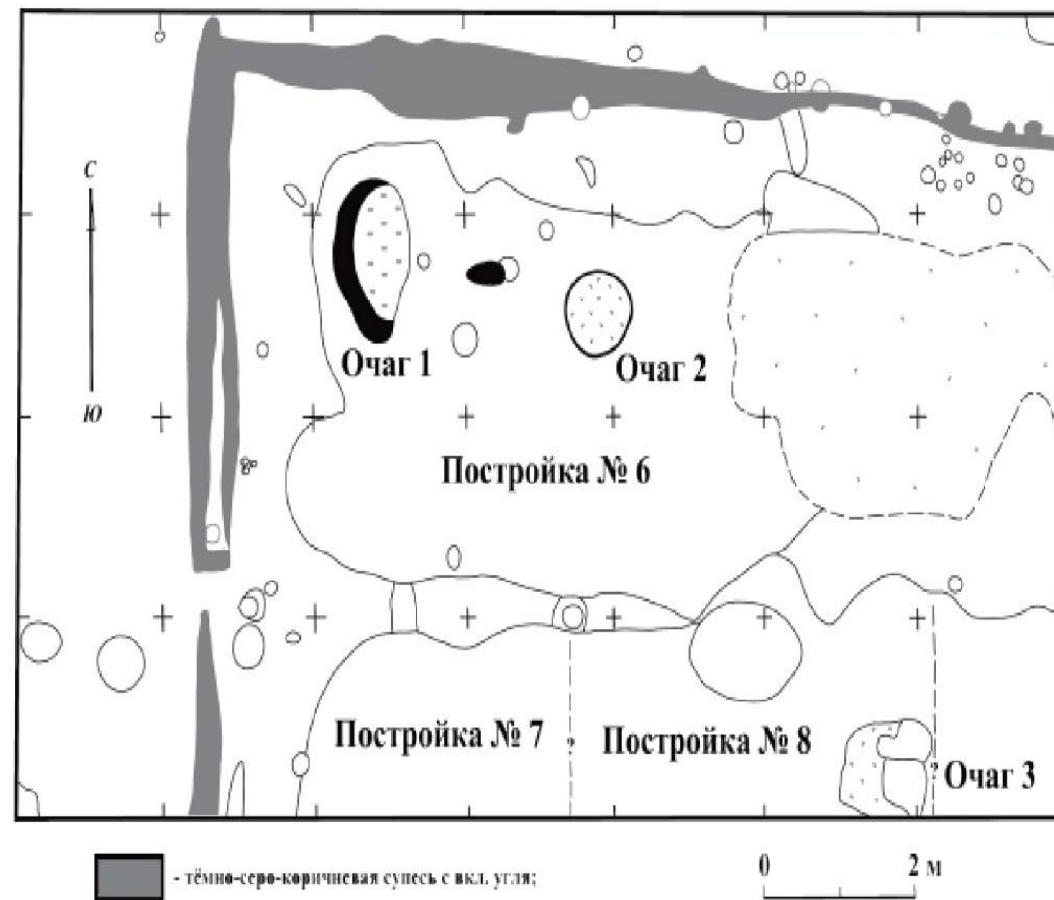 С
Ю
Очаг 1
Очаг 2
Постройка № 6
Постройка № 7
?
Постройка № 8
? Очаг 3
- тёмно-серо-коричневая супесь с вкл. угля;
0 2 м